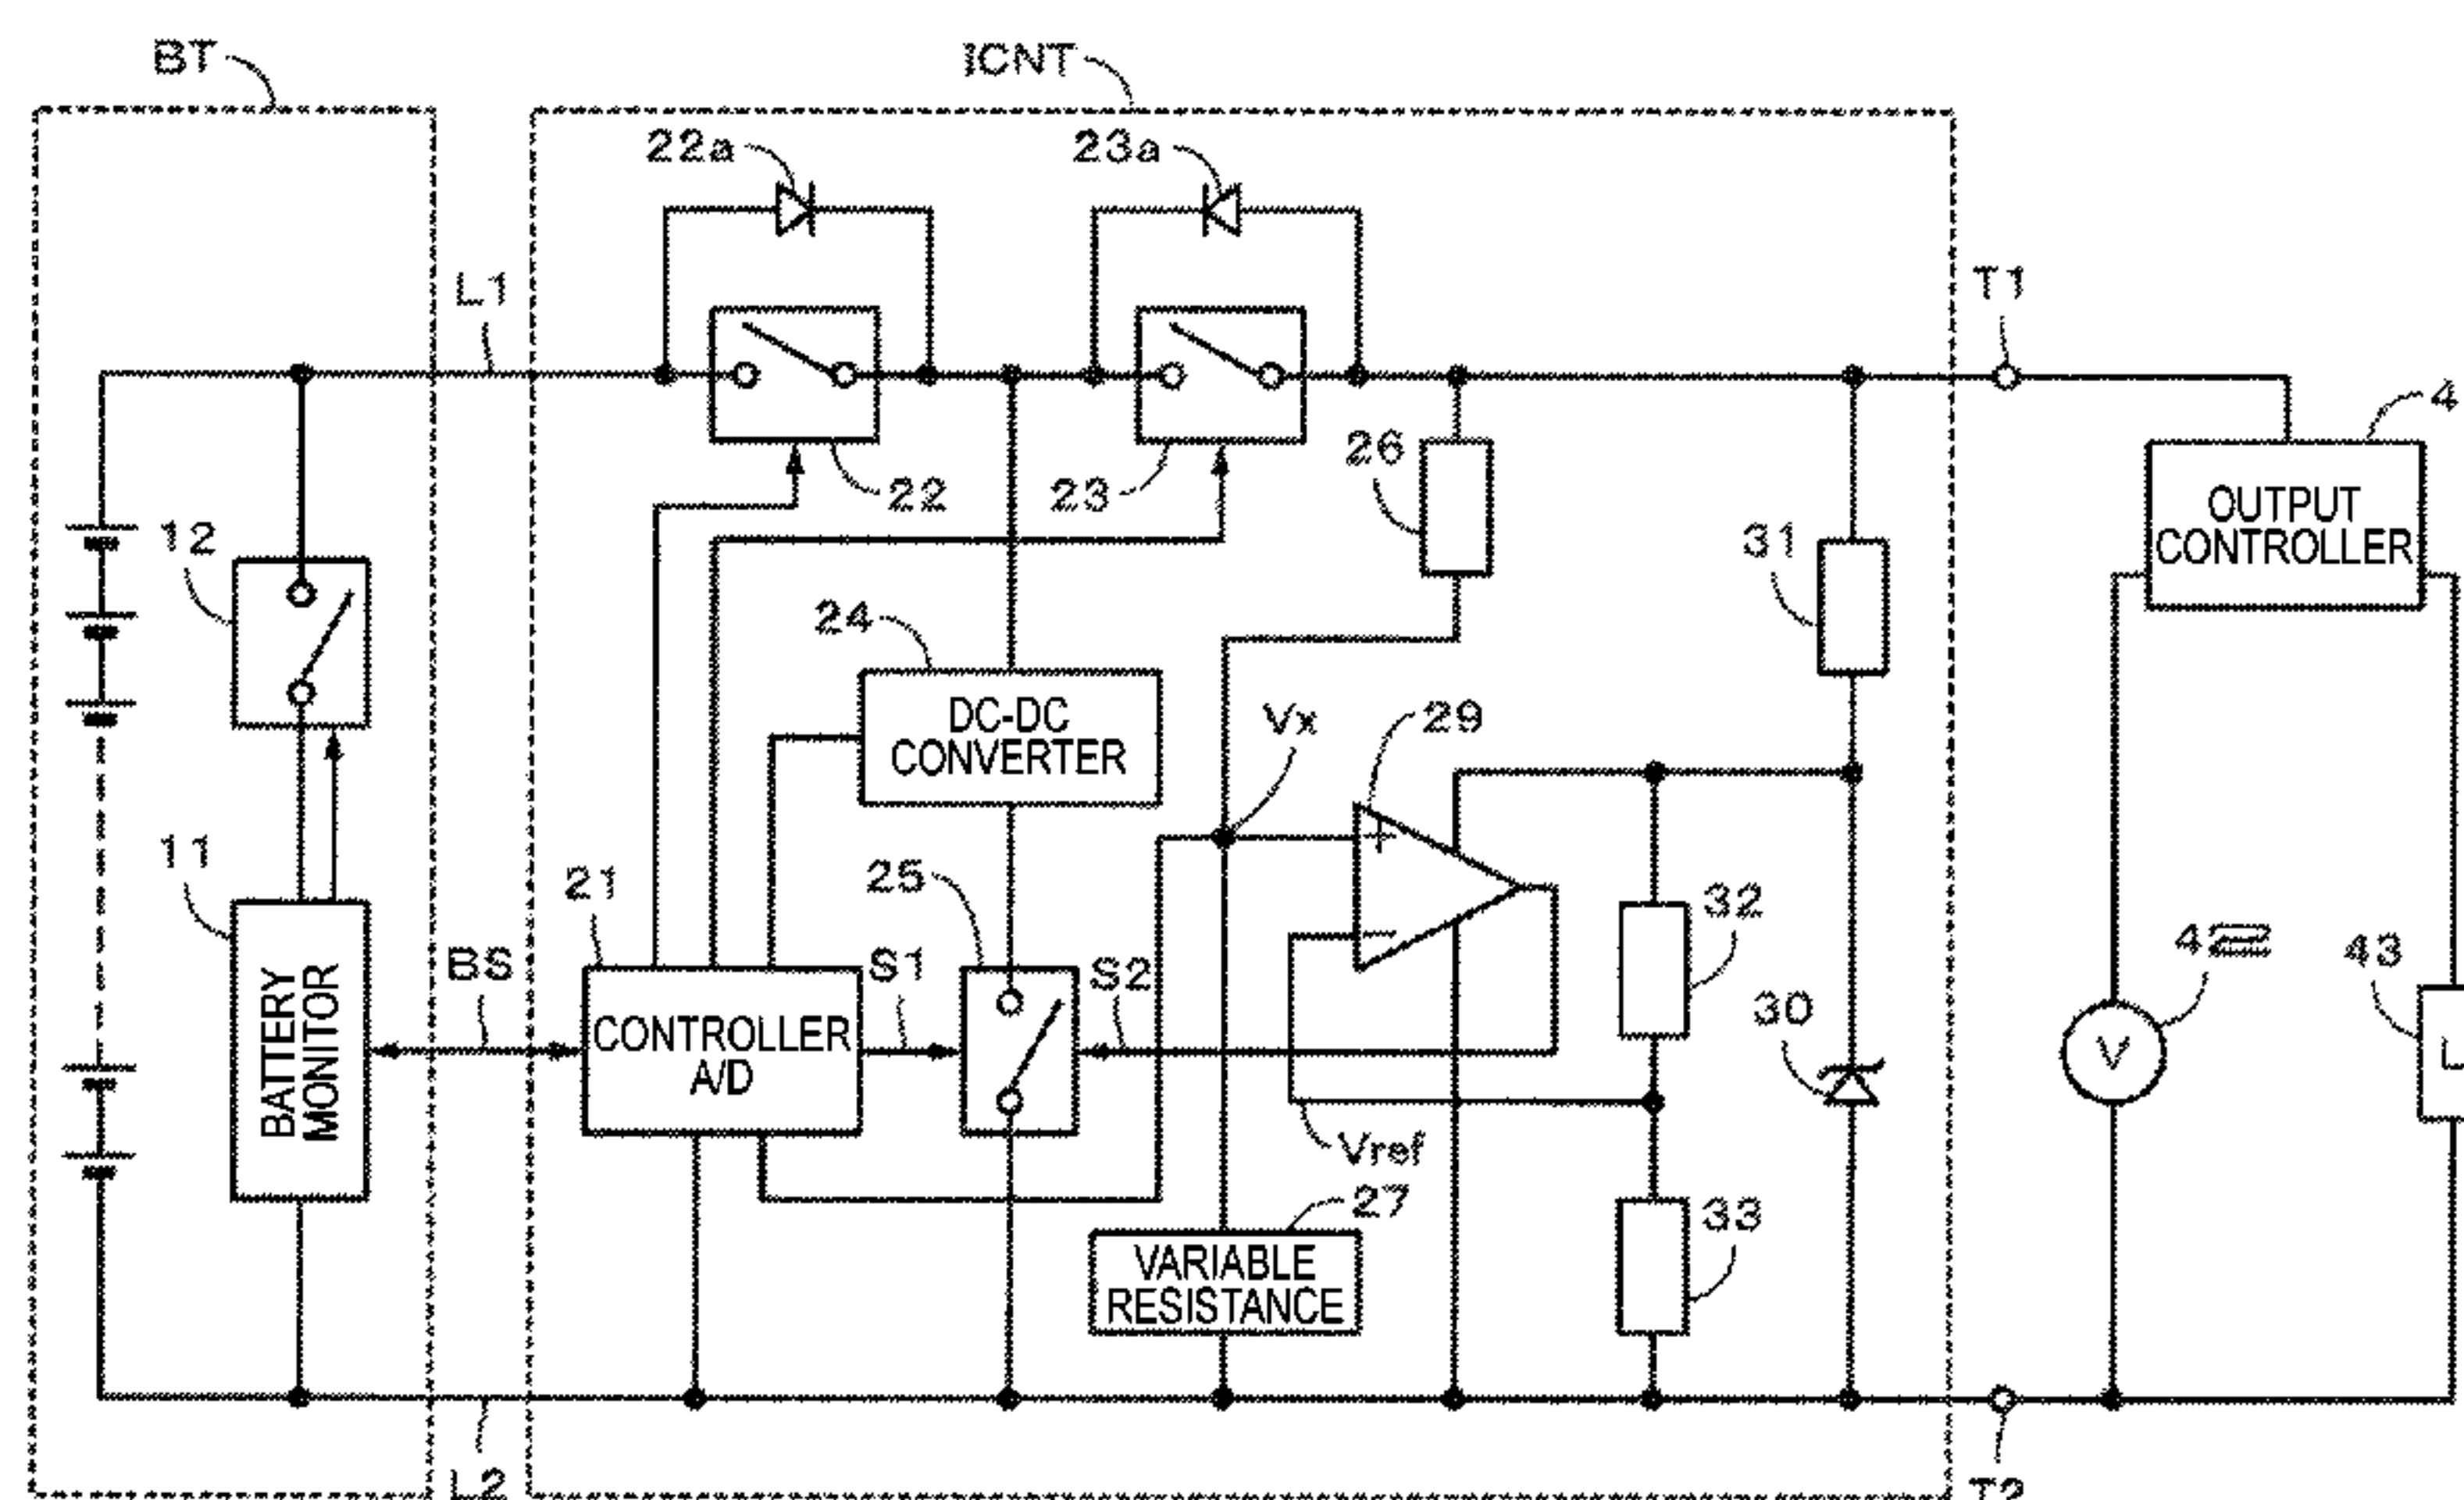 BT
ICNT
22a
23a
L1
T1
4
22
23
26
OUTPUT
CONTROLLER
12
31
24
DC-DC
CONVERTER
Vx
29
11
21
25
32
BS
S1
S2
42
43
BATTERY
MONITOR
CONTROLLER
A/D
30
V
L
Vref
27
33
VARIABLE
RESISTANCE
L2
T2